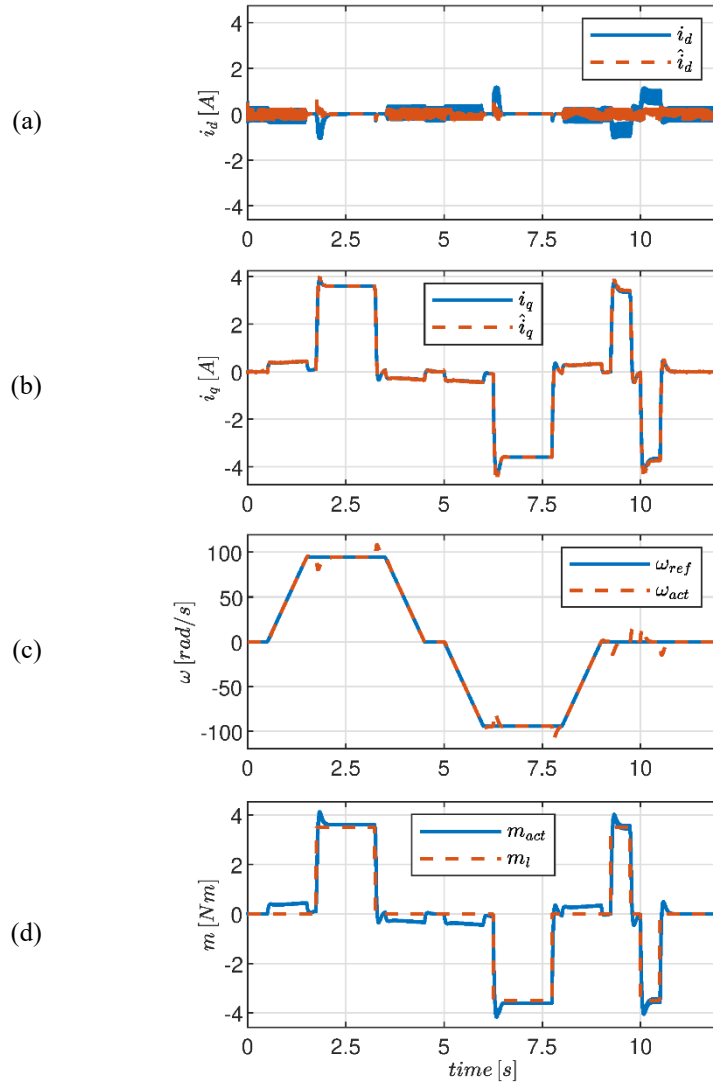 (a)
i_d [A]
4
2
0
-2
-4
i_d
î_d
0
2.5
5
7.5
10
(b)
i_q [A]
4
2
0
-2
-4
i_q
î_q
0
2.5
5
7.5
10
(c)
ω [rad/s]
100
50
0
-50
-100
ω_ref
ω_act
0
2.5
5
7.5
10
(d)
m [Nm]
4
2
0
-2
-4
m_act
m_l
0
2.5
5
7.5
10
time [s]